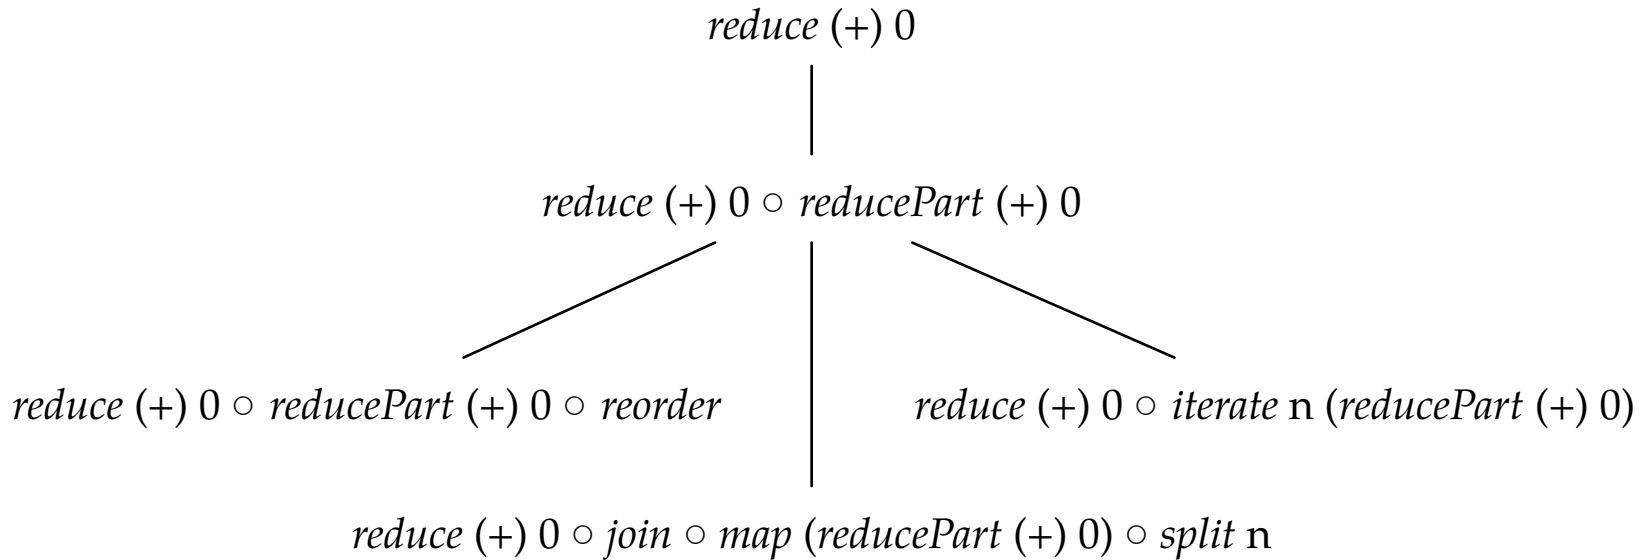 reduce (+) 0
reduce (+) 0 ○ reducePart (+) 0
reduce (+) 0 ○ reducePart (+) 0 ○ reorder
reduce (+) 0 ○ iterate n (reducePart (+) 0)
reduce (+) 0 ○ join ○ map (reducePart (+) 0) ○ split n